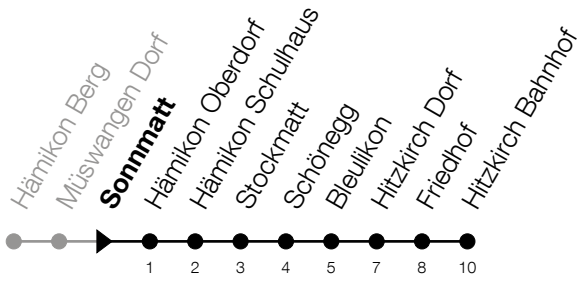 Hämikon Berg
Müswangen Dorf
Sonnmatt
Hämikon Oberdorf
Hämikon Schulhaus
Stockmatt
Schönegg
Bleulikon
Hitzkirch Dorf
Friedhof
Hitzkirch Bahnhof
1 2 3 4 5 7 8 10